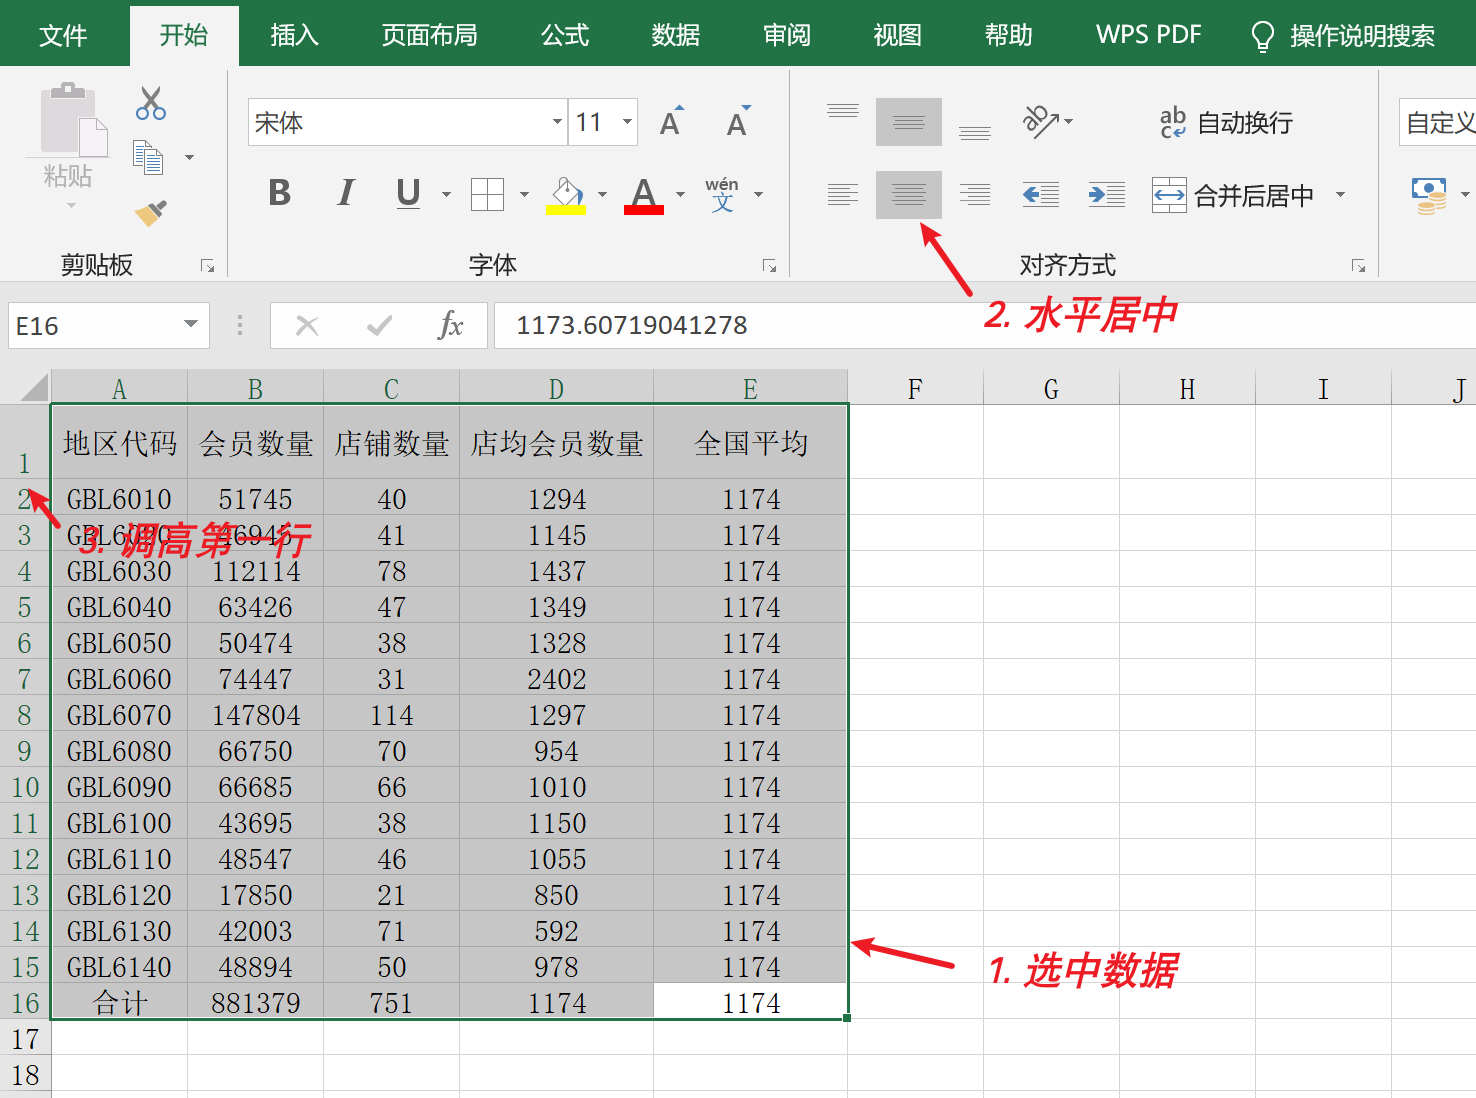 文件 开始 插入 页面布局 公式 数据 审阅 视图 帮助 WPS PDF 操作说明搜索
粘贴
宋体 11 A A
ab 自动换行
自定义
B I U A wén 文
合并后居中
剪贴板 字体 对齐方式
2. 水平居中
E16 fx 1173.60719041278
A B C D E F G H I J
1 地区代码 会员数量 店铺数量 店均会员数量 全国平均
2 GBL6010 51745 40 1294 1174
3 GBL6020 46945 41 1145 1174
3. 调高第一行
4 GBL6030 112114 78 1437 1174
5 GBL6040 63426 47 1349 1174
6 GBL6050 50474 38 1328 1174
7 GBL6060 74447 31 2402 1174
8 GBL6070 147804 114 1297 1174
9 GBL6080 66750 70 954 1174
10 GBL6090 66685 66 1010 1174
11 GBL6100 43695 38 1150 1174
12 GBL6110 48547 46 1055 1174
13 GBL6120 17850 21 850 1174
14 GBL6130 42003 71 592 1174
15 GBL6140 48894 50 978 1174
1. 选中数据
16 合计 881379 751 1174 1174
17
18